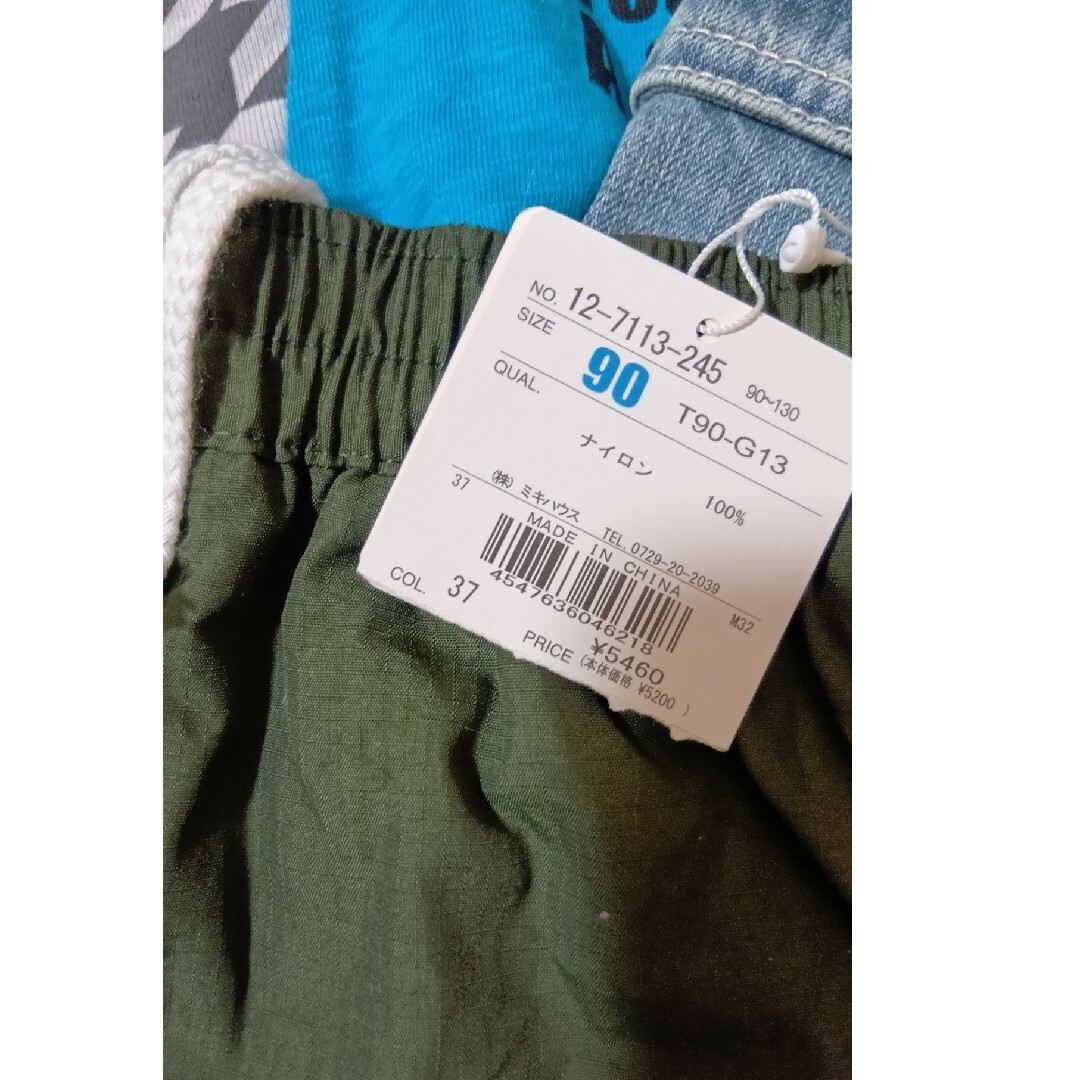 NO. 12-7113-245
SIZE 90 90~130
T90-G13
QUAL. ナイロン 100%
37 (株) ミキハウス TEL. 0729-20-2039
MADE IN CHINA M32
COL. 37
4547636046218
PRICE ¥5460
(本体価格 ¥5200 )